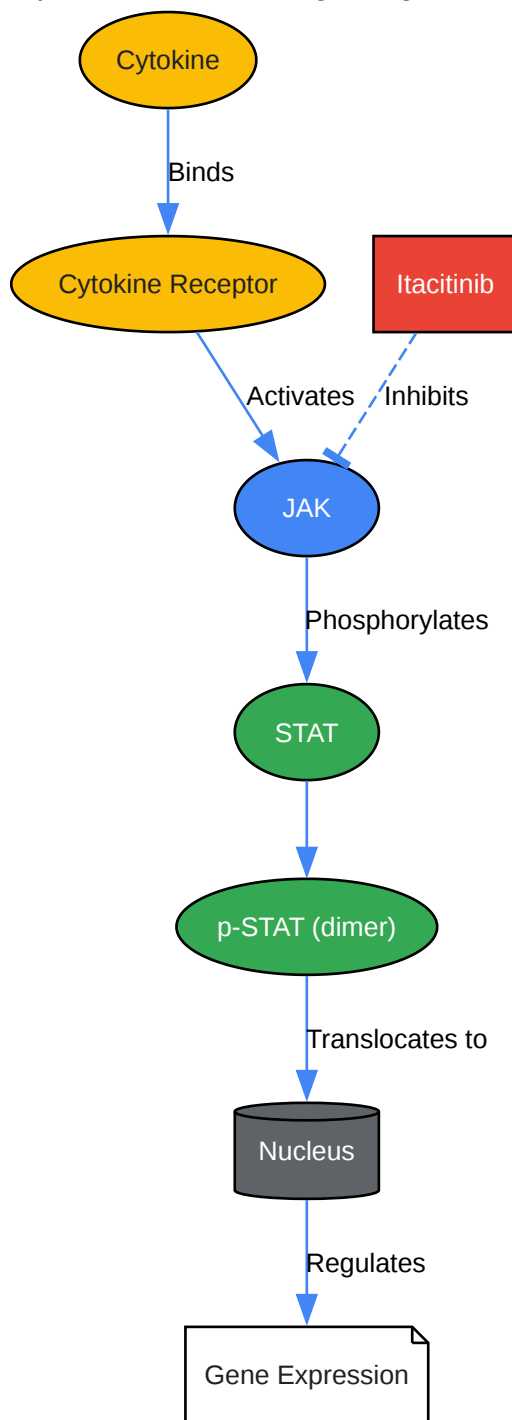 Cytokine
Binds
Cytokine Receptor
Itacitinib
Activates
Inhibits
JAK
Phosphorylates
STAT
p-STAT (dimer)
Translocates to
Nucleus
Regulates
Gene Expression